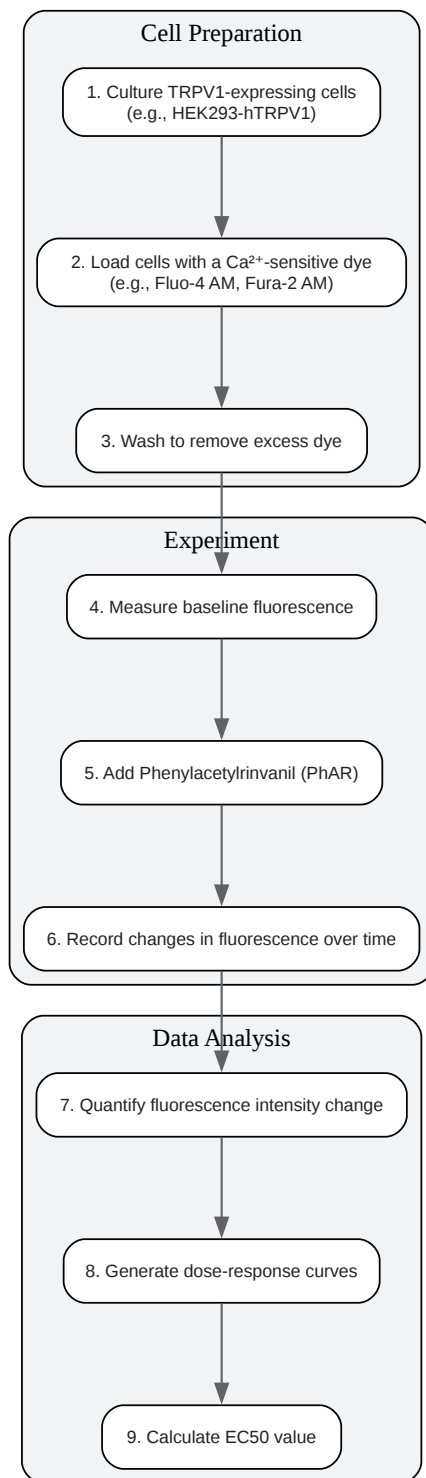 Cell Preparation
1. Culture TRPV1-expressing cells
(e.g., HEK293-hTRPV1)
2. Load cells with a Ca²⁺-sensitive dye
(e.g., Fluo-4 AM, Fura-2 AM)
3. Wash to remove excess dye
Experiment
4. Measure baseline fluorescence
5. Add Phenylacetylrinvanil (PhAR)
6. Record changes in fluorescence over time
Data Analysis
7. Quantify fluorescence intensity change
8. Generate dose-response curves
9. Calculate EC50 value